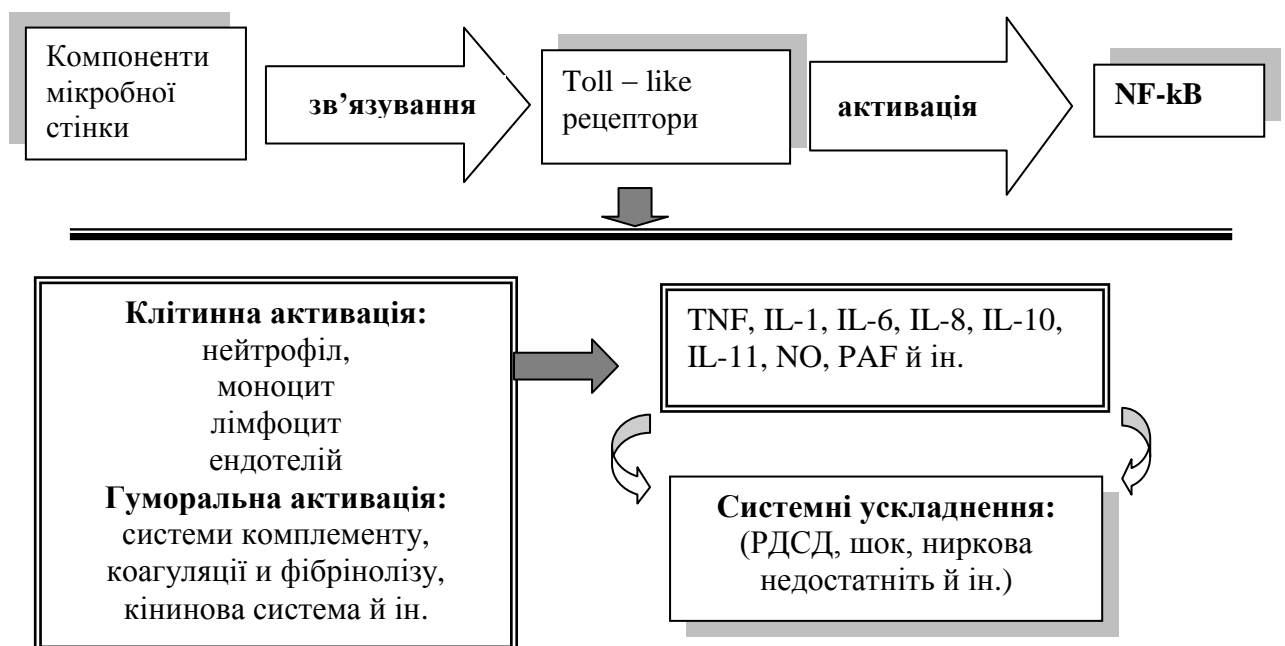 Компоненти
мікробної
стінки
зв’язування
Toll – like
рецептори
активація
NF-kB
Клітинна активація:
нейтрофіл,
моноцит
лімфоцит
ендотелій
Гуморальна активація:
системи комплементу,
коагуляції и фібрінолізу,
кінинова система й ін.
TNF, IL-1, IL-6, IL-8, IL-10,
IL-11, NO, PAF й ін.
Системні ускладнення:
(РДСД, шок, ниркова
недостатніть й ін.)